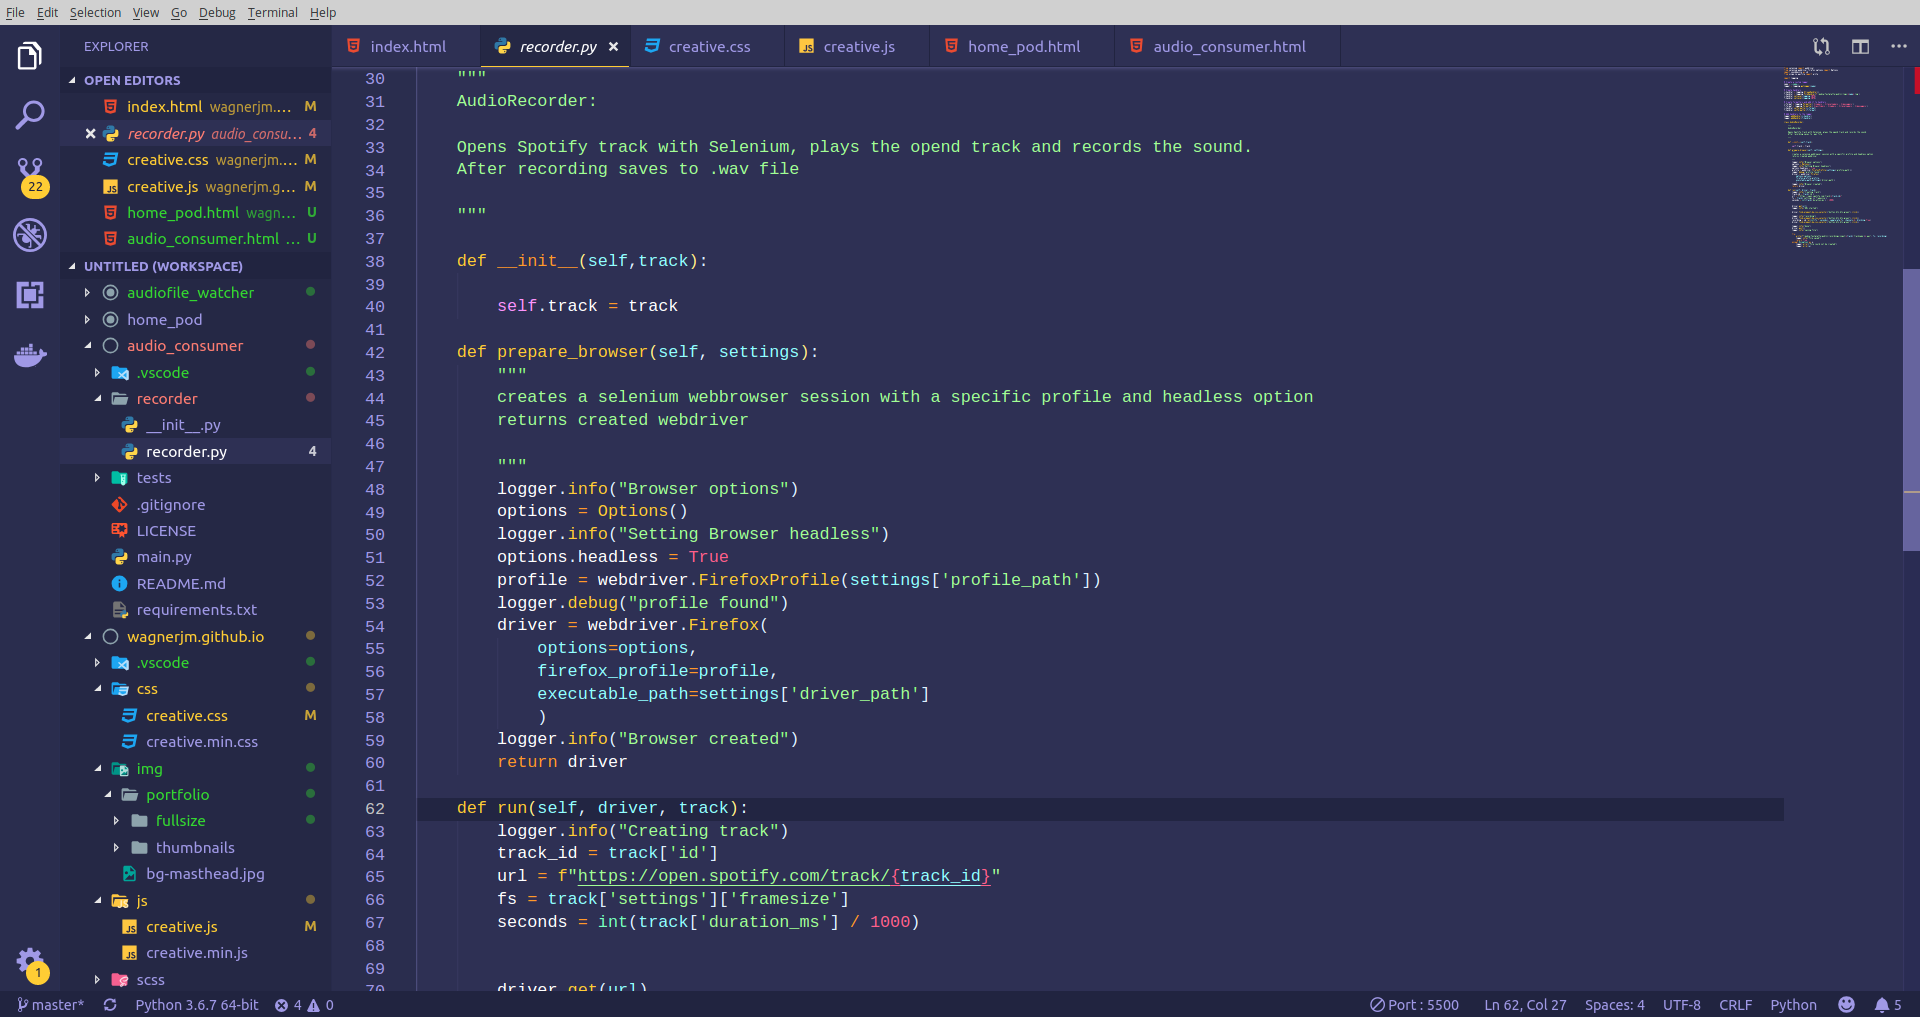 File Edit Selection View Go Debug Terminal Help
EXPLORER
OPEN EDITORS
index.html wagnerjm.... M
recorder.py audio_consu... 4
creative.css wagnerjm.... M
creative.js wagnerjm.g... M
home_pod.html wagn... U
audio_consumer.html ... U
UNTITLED (WORKSPACE)
audiofile_watcher
home_pod
audio_consumer
.vscode
recorder
__init__.py
recorder.py 4
tests
.gitignore
LICENSE
main.py
README.md
requirements.txt
wagnerjm.github.io
.vscode
css
creative.css M
creative.min.css
img
portfolio
fullsize
thumbnails
bg-masthead.jpg
js
creative.js M
creative.min.js
scss
22
1
index.html recorder.py creative.css creative.js home_pod.html audio_consumer.html
30 """
31 AudioRecorder:
32
33 Opens Spotify track with Selenium, plays the opend track and records the sound.
34 After recording saves to .wav file
35
36 """
37
38 def __init__(self,track):
39
40 self.track = track
41
42 def prepare_browser(self, settings):
43 """
44 creates a selenium webbrowser session with a specific profile and headless option
45 returns created webdriver
46
47 """
48 logger.info("Browser options")
49 options = Options()
50 logger.info("Setting Browser headless")
51 options.headless = True
52 profile = webdriver.FirefoxProfile(settings['profile_path'])
53 logger.debug("profile found")
54 driver = webdriver.Firefox(
55 options=options,
56 firefox_profile=profile,
57 executable_path=settings['driver_path']
58 )
59 logger.info("Browser created")
60 return driver
61
62 def run(self, driver, track):
63 logger.info("Creating track")
64 track_id = track['id']
65 url = f"https://open.spotify.com/track/{track_id}"
66 fs = track['settings']['framesize']
67 seconds = int(track['duration_ms'] / 1000)
68
69
70 driver.get(url)
master* Python 3.6.7 64-bit 4 0 Port : 5500 Ln 62, Col 27 Spaces: 4 UTF-8 CRLF Python 5